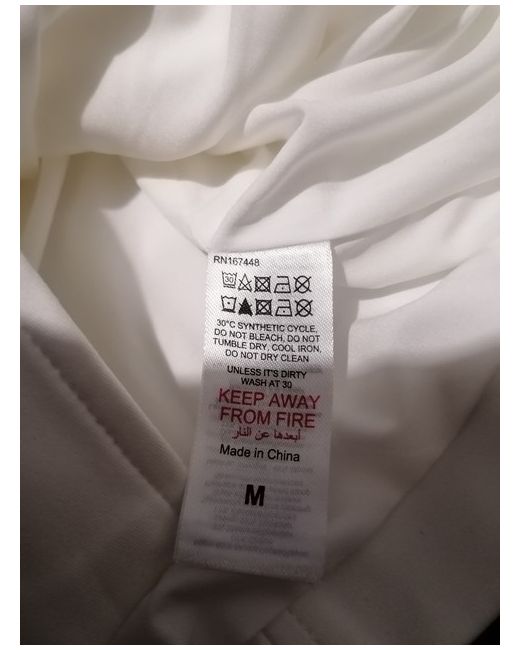 RN167448
30
30°C SYNTHETIC CYCLE,
DO NOT BLEACH, DO NOT
TUMBLE DRY, COOL IRON,
DO NOT DRY CLEAN
UNLESS IT'S DIRTY
WASH AT 30
KEEP AWAY
FROM FIRE
أبعدها عن النار
Made in China
M